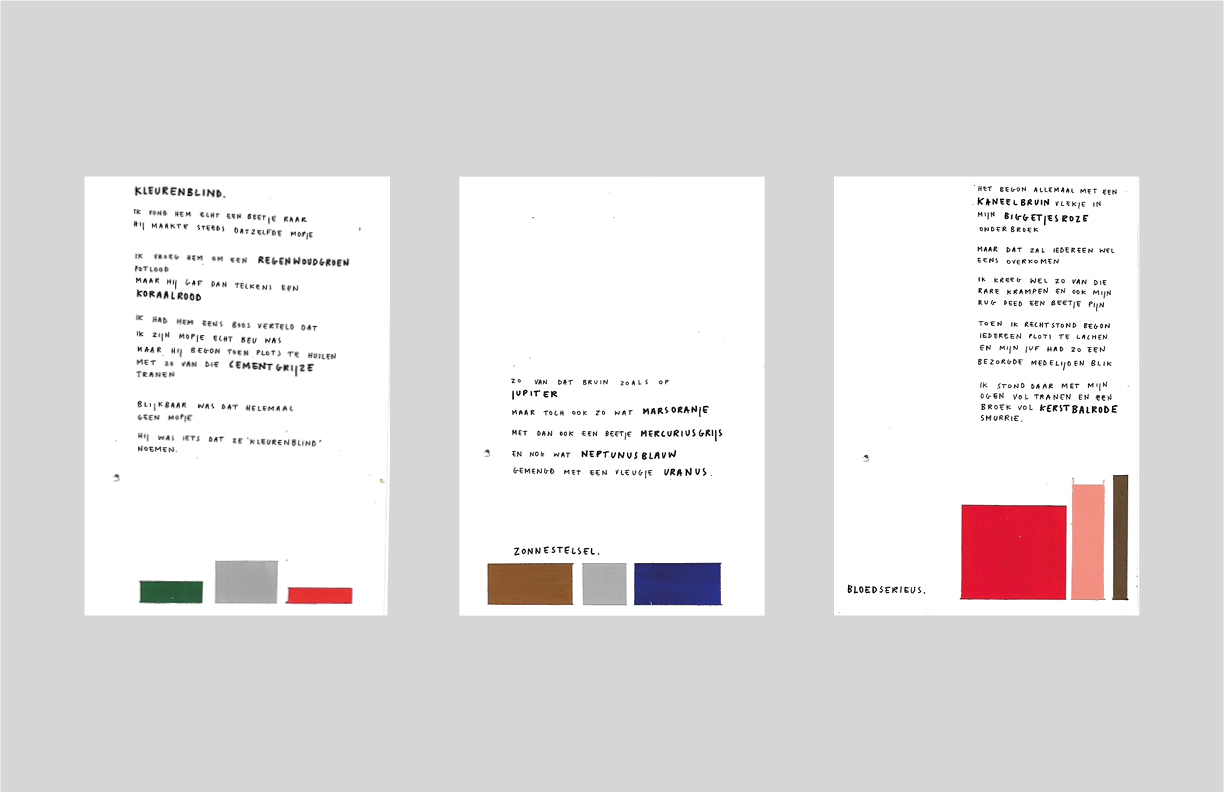 KLEURENBLIND.
IK VOND HEM ECHT EEN BEETJE RAAR
HIJ MAAKTE STEEDS DATZELFDE MOPJE
IK VROEG HEM OM EEN REGENWOUDGROEN
POTLOOD
MAAR HIJ GAF DAN TELKENS EEN
KORAALROOD
IK HAD HEM EENS BOOS VERTELD DAT
IK ZIJN MOPJE ECHT BEU WAS
MAAR HIJ BEGON TOEN PLOTS TE HUILEN
MET ZO VAN DIE CEMENTGRIJZE
TRANEN
BLIJKBAAR WAS DAT HELEMAAL
GEEN MOPJE
HIJ WAS IETS DAT ZE 'KLEURENBLIND'
NOEMEN.
ZO VAN DAT BRUIN ZOALS OP
JUPITER
MAAR TOCH OOK ZO WAT MARSORANJE
MET DAN OOK EEN BEETJE MERCURIUSGRIJS
EN NOG WAT NEPTUNUSBLAUW
GEMENGD MET EEN VLEUGJE URANUS.
ZONNESTELSEL.
HET BEGON ALLEMAAL MET EEN
KANEELBRUIN VLEKJE IN
MIJN BIGGETJESROZE
ONDERBROEK
MAAR DAT ZAL IEDEREEN WEL
EENS OVERKOMEN
IK KREEG WEL ZO VAN DIE
RARE KRAMPEN EN OOK MIJN
RUG DEED EEN BEETJE PIJN
TOEN IK RECHTSTOND BEGON
IEDEREEN PLOTS TE LACHEN
EN MIJN JUF HAD ZO EEN
BEZORGDE MEDELIJDEN BLIK
IK STOND DAAR MET MIJN
OGEN VOL TRANEN EN EEN
BROEK VOL KERSTBALRODE
SMURRIE.
BLOEDSERIEUS.